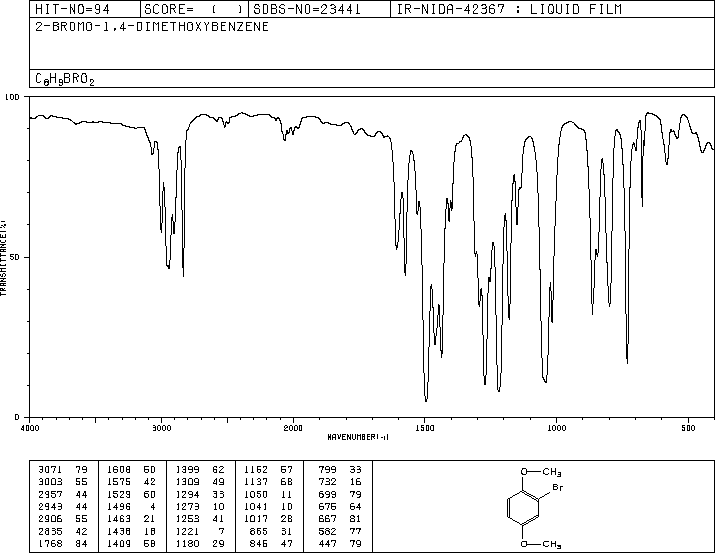 HIT-NO=94 SCORE= ( ) SDBS-NO=23441 IR-NIDA-42367 : LIQUID FILM
2-BROMO-1,4-DIMETHOXYBENZENE
C8H9BRO2
100
50
0
TRANSMITTANCE(%)
4000 3000 2000 1500 1000 500
WAVENUMBER(-1)
3071 79 1608 50 1399 62 1162 57 799 33
3003 55 1575 42 1309 49 1137 68 732 16
2957 44 1529 60 1294 33 1050 11 699 79
2943 44 1496 4 1273 10 1041 10 675 64
2906 55 1463 21 1253 41 1017 28 667 81
2835 42 1438 18 1221 7 865 31 582 77
1768 84 1409 58 1180 29 846 47 447 79
O CH3
Br
O CH3